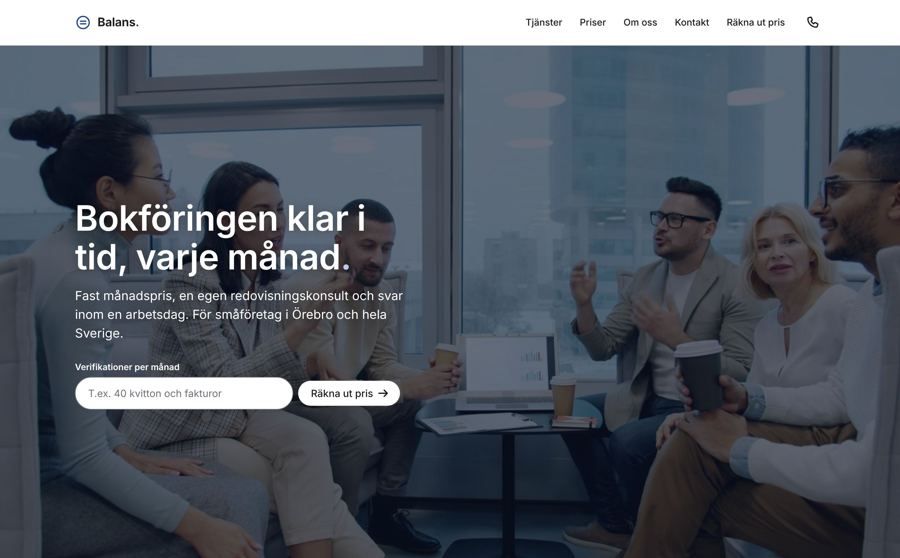 Balans.
Tjänster
Priser
Om oss
Kontakt
Räkna ut pris
Bokföringen klar i
tid, varje månad.
Fast månadspris, en egen redovisningskonsult och svar
inom en arbetsdag. För småföretag i Örebro och hela
Sverige.
Verifikationer per månad
T.ex. 40 kvitton och fakturor
Räkna ut pris